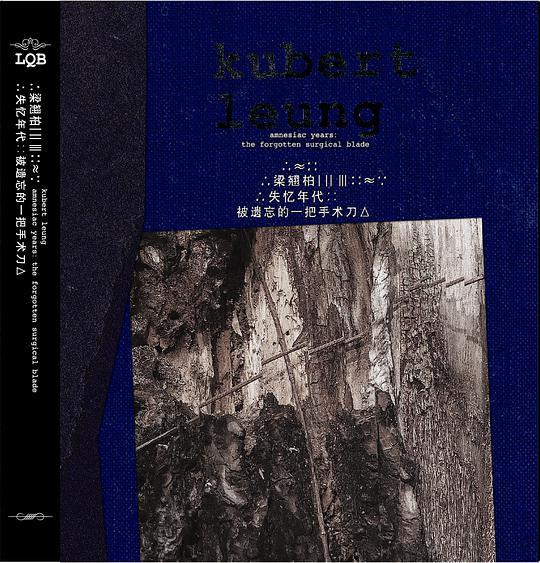 LQB
∴梁翘柏||| |||| ∷≈∵
∴失忆年代∷被遗忘的一把手术刀△
kubert leung
amnesiac years: the forgotten surgical blade
kubert
leung
amnesiac years:
the forgotten surgical blade
∴≈∷
∴梁翘柏||| |||| ∷≈∵
∴失忆年代∷
被遗忘的一把手术刀△